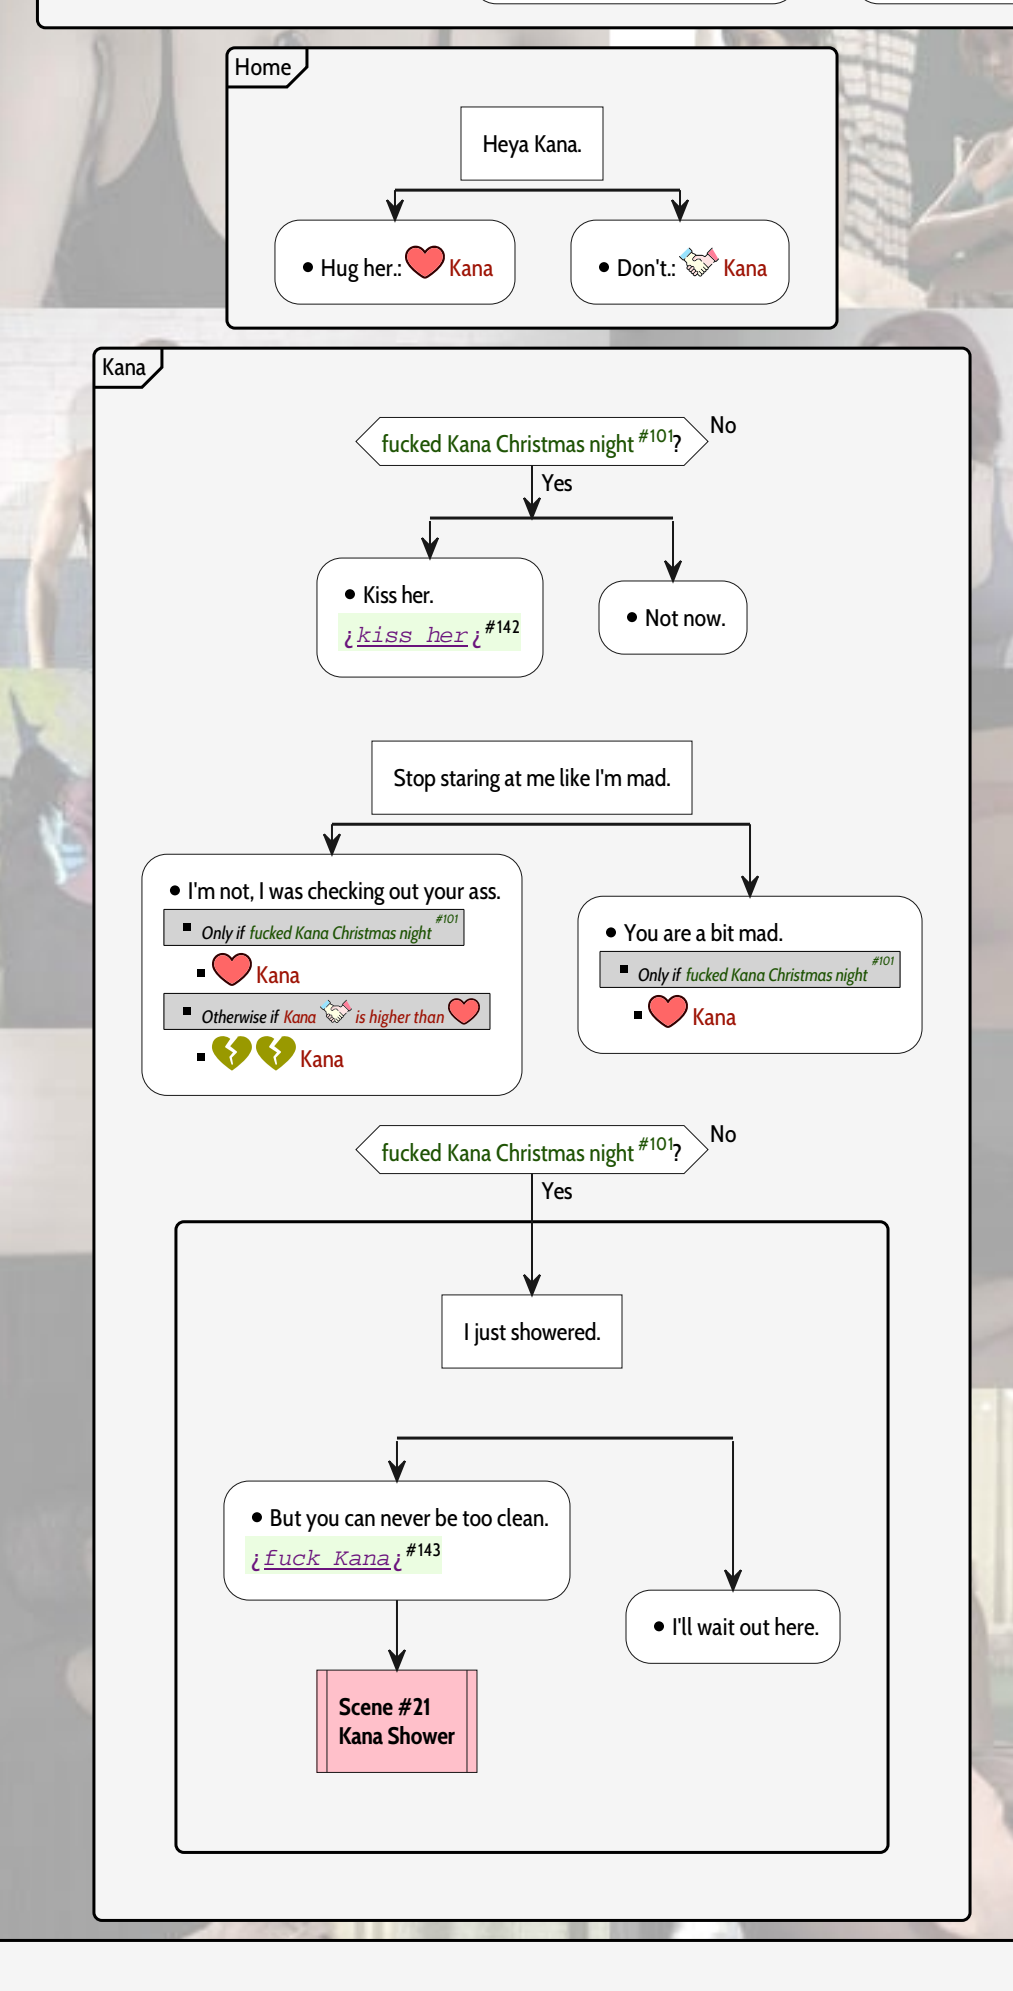 Home
Heya Kana.
• Hug her.: Kana
• Don't.: Kana
Kana
fucked Kana Christmas night #101?
No
Yes
• Kiss her.
¿kiss her¿ #142
• Not now.
Stop staring at me like I'm mad.
• I'm not, I was checking out your ass.
▪ Only if fucked Kana Christmas night #101
▪ Kana
▪ Otherwise if Kana is higher than
▪ Kana
• You are a bit mad.
▪ Only if fucked Kana Christmas night #101
▪ Kana
fucked Kana Christmas night #101?
No
Yes
I just showered.
• But you can never be too clean.
¿fuck Kana¿ #143
• I'll wait out here.
Scene #21
Kana Shower